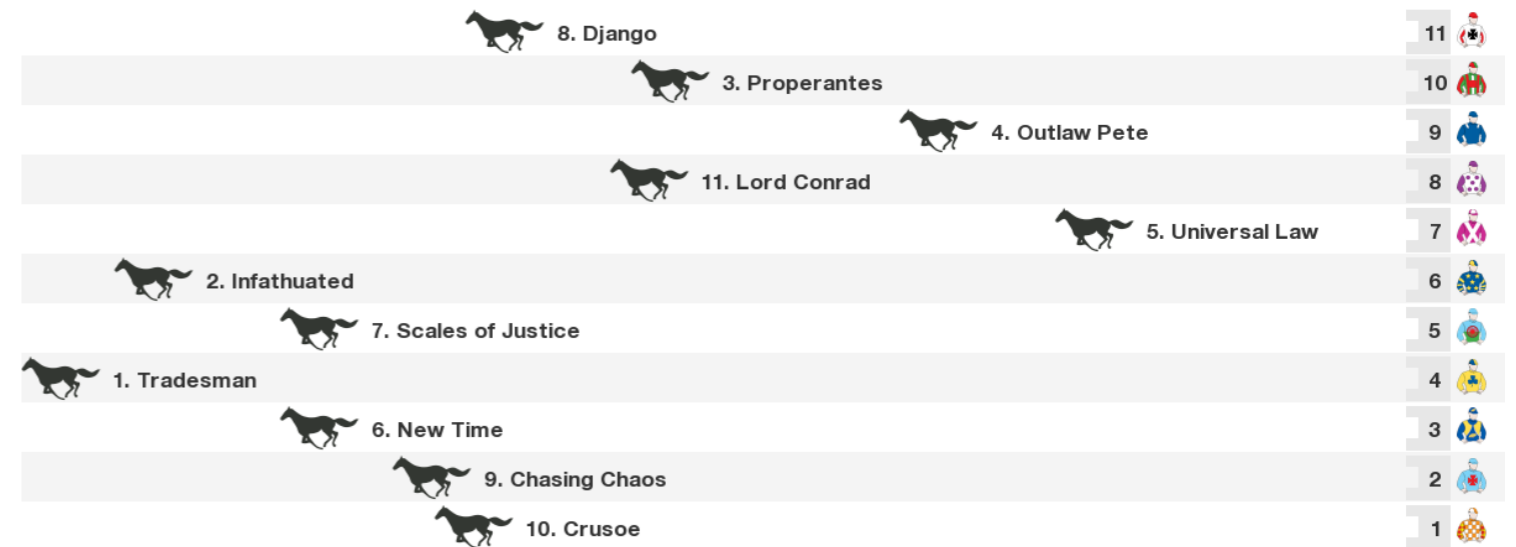 8. Django 11
3. Properantes 10
4. Outlaw Pete 9
11. Lord Conrad 8
5. Universal Law 7
2. Infathuated 6
7. Scales of Justice 5
1. Tradesman 4
6. New Time 3
9. Chasing Chaos 2
10. Crusoe 1